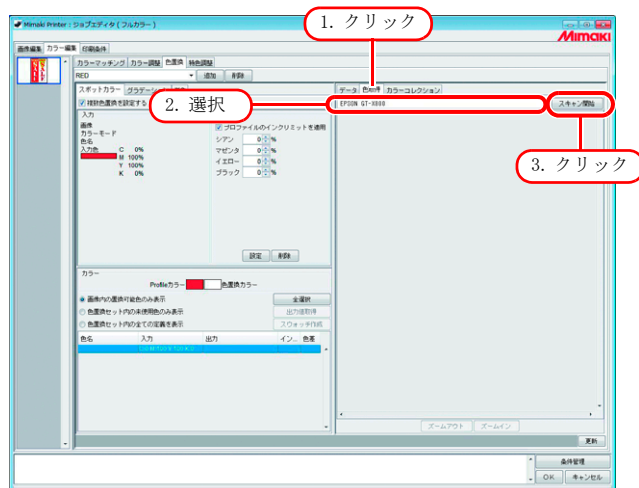 1. クリック
Mimaki Printer : ジョブエディタ ( フルカラー )
Mimaki
画像編集 カラー編集 印刷条件
カラーマッチング カラー調整 色置換 特色調整
RED 追加 削除
スポットカラー グラデーション
データ カラーコレクション
複数色置換を設定する
2. 選択
EPSON GT-X800
スキャン開始
3. クリック
入力
画像
カラーモード
色名
入力色 C 0%
M 100%
Y 100%
K 0%
プロファイルのインクリミットを適用
シアン 0 %
マゼンタ 0 %
イエロー 0 %
ブラック 0 %
設定 削除
カラー
Profileカラー 色置換カラー
画像内の置換可能色のみ表示 全選択
色置換セット内の未使用色のみ表示 出力値取得
色置換セット内の全ての定義を表示 スウォッチ作成
色名 入力 出力 イン... 色差
ズームアウト ズームイン
更新
条件管理
OK キャンセル